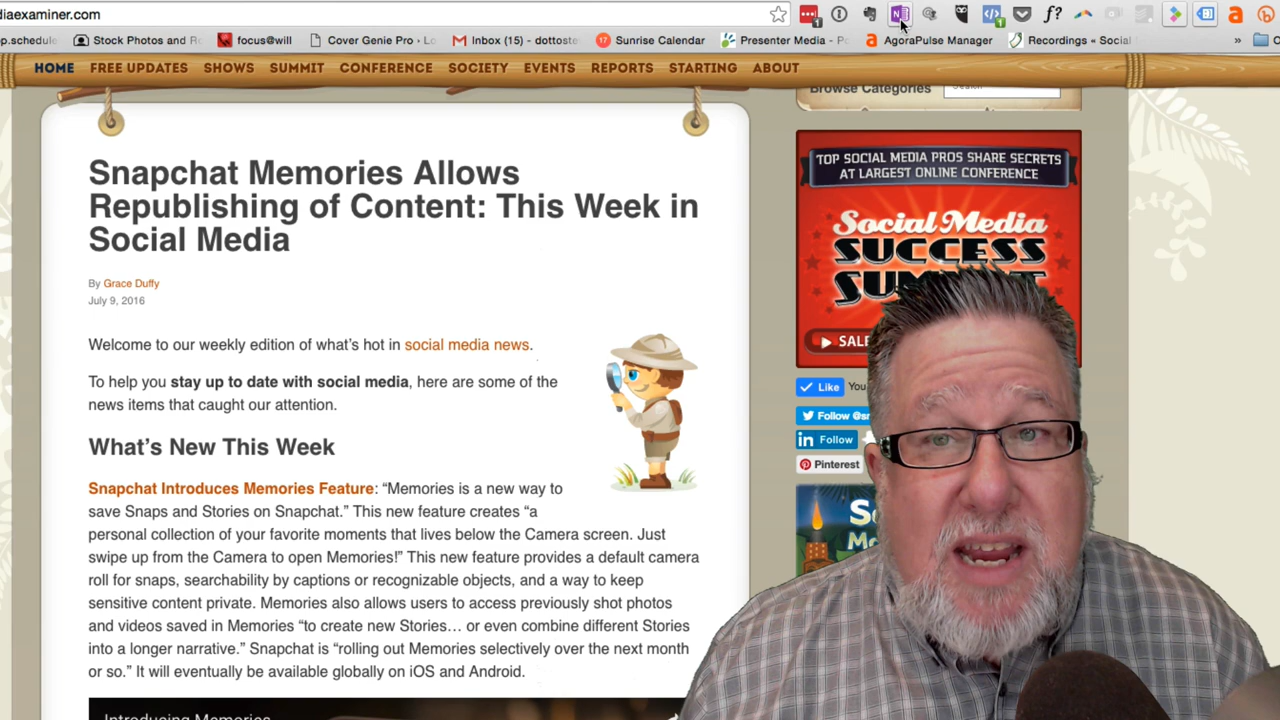 diaexaminer.com
Stock Photos and R
focus@will
Cover Genie Pro
Inbox (15) - dottoste
17 Sunrise Calendar
Presenter Media - P
AgoraPulse Manager
Recordings - Social
HOME FREE UPDATES SHOWS SUMMIT CONFERENCE SOCIETY EVENTS REPORTS STARTING ABOUT
Browse Categories
Snapchat Memories Allows
Republishing of Content: This Week in
Social Media
By Grace Duffy
July 9, 2016
Welcome to our weekly edition of what's hot in social media news.
To help you stay up to date with social media, here are some of the
news items that caught our attention.
What's New This Week
Snapchat Introduces Memories Feature: “Memories is a new way to
save Snaps and Stories on Snapchat.” This new feature creates “a
personal collection of your favorite moments that lives below the Camera screen. Just
swipe up from the Camera to open Memories!” This new feature provides a default camera
roll for snaps, searchability by captions or recognizable objects, and a way to keep
sensitive content private. Memories also allows users to access previously shot photos
and videos saved in Memories “to create new Stories… or even combine different Stories
into a longer narrative.” Snapchat is “rolling out Memories selectively over the next month
or so.” It will eventually be available globally on iOS and Android.
Introducing Memories
TOP SOCIAL MEDIA PROS SHARE SECRETS
AT LARGEST ONLINE CONFERENCE
Social Media
SUCCESS
SUMMIT
SALE
Like You
Follow @sm
in Follow
Pinterest